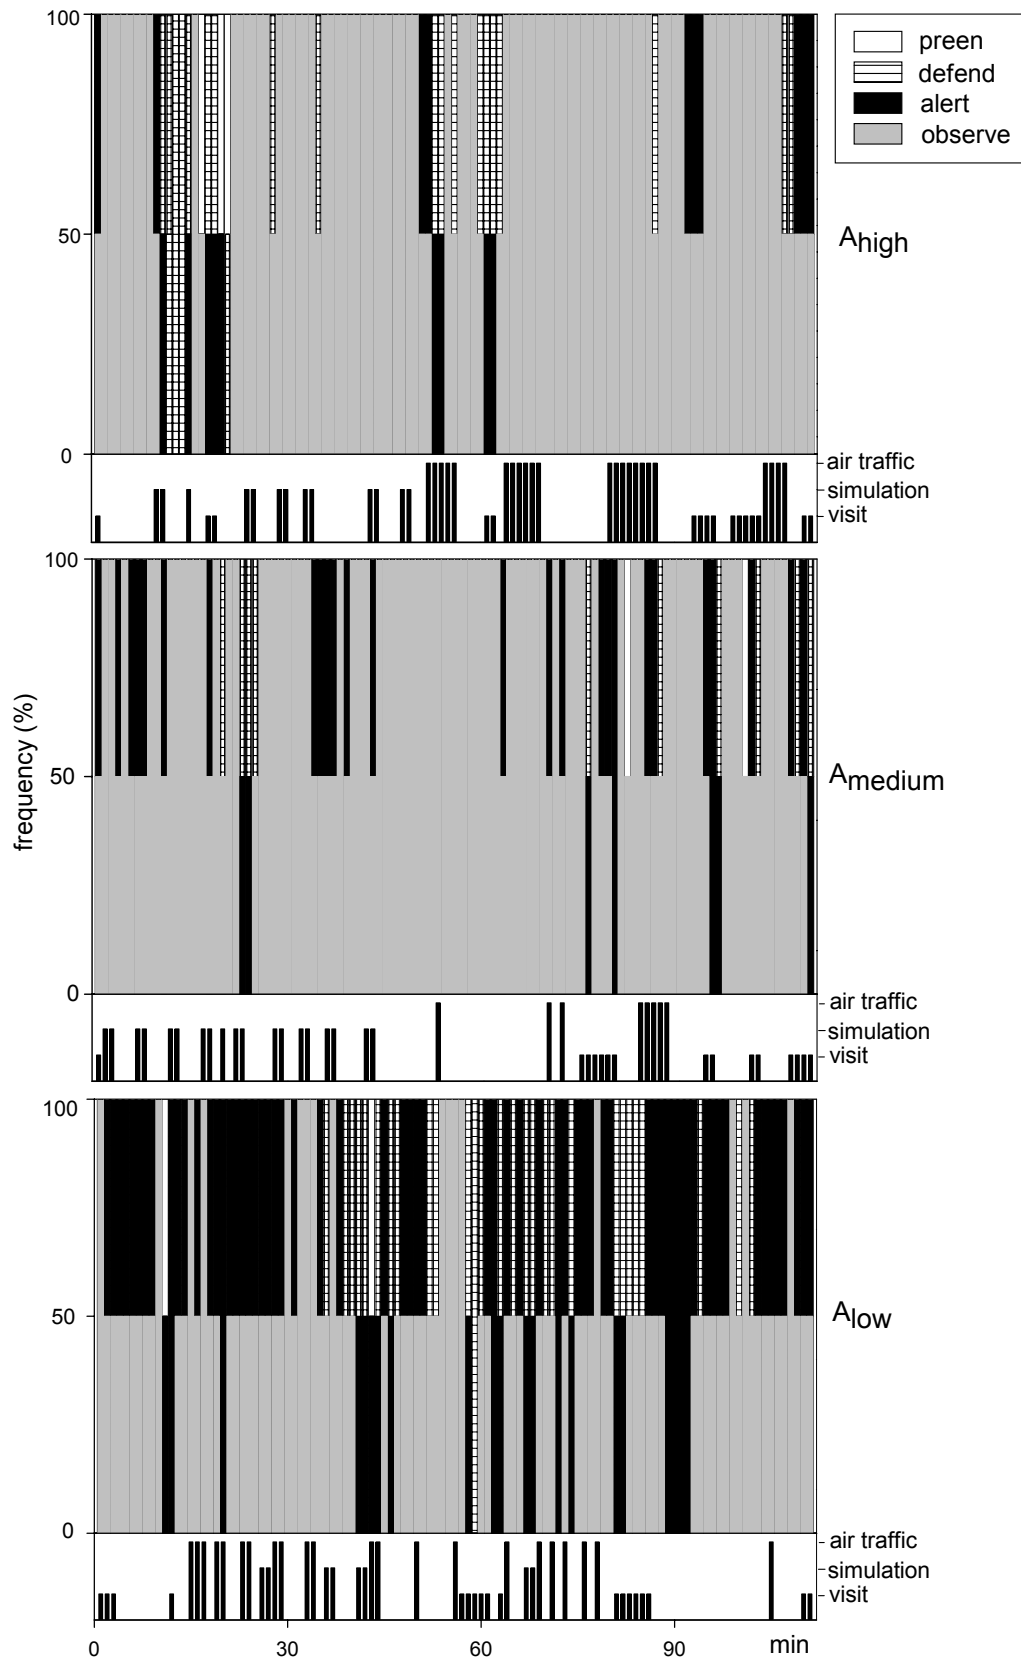 100
preen
defend
alert
observe
50
Ahigh
0
air traffic
simulation
visit
100
frequency (%)
50
Amedium
0
air traffic
simulation
visit
100
50
Alow
0
air traffic
simulation
visit
0 30 60 90 min